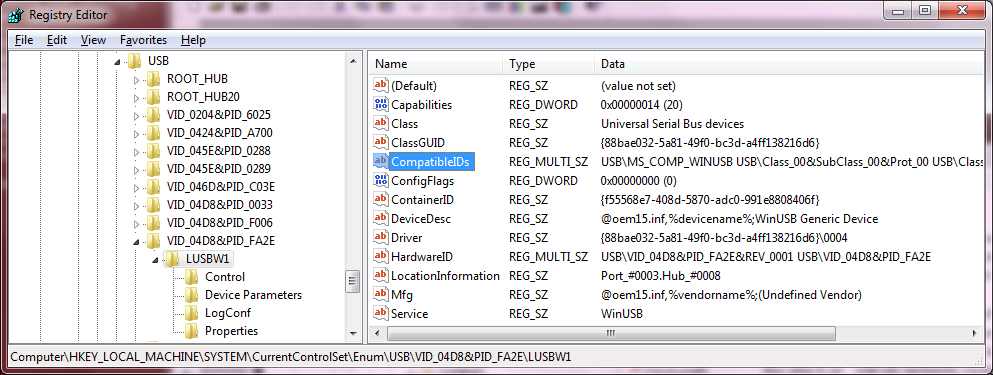 Registry Editor
File Edit View Favorites Help
USB
ROOT_HUB
ROOT_HUB20
VID_0204&PID_6025
VID_0424&PID_A700
VID_045E&PID_0288
VID_045E&PID_0289
VID_046D&PID_C03E
VID_04D8&PID_0033
VID_04D8&PID_F006
VID_04D8&PID_FA2E
LUSBW1
Control
Device Parameters
LogConf
Properties
Name Type Data
(Default) REG_SZ (value not set)
Capabilities REG_DWORD 0x00000014 (20)
Class REG_SZ Universal Serial Bus devices
ClassGUID REG_SZ {88bae032-5a81-49f0-bc3d-a4ff138216d6}
CompatibleIDs REG_MULTI_SZ USB\MS_COMP_WINUSB USB\Class_00&SubClass_00&Prot_00 USB\Class
ConfigFlags REG_DWORD 0x00000000 (0)
ContainerID REG_SZ {f55568e7-408d-5870-adc0-991e8808406f}
DeviceDesc REG_SZ @oem15.inf,%devicename%;WinUSB Generic Device
Driver REG_SZ {88bae032-5a81-49f0-bc3d-a4ff138216d6}\0004
HardwareID REG_MULTI_SZ USB\VID_04D8&PID_FA2E&REV_0001 USB\VID_04D8&PID_FA2E
LocationInformation REG_SZ Port_#0003.Hub_#0008
Mfg REG_SZ @oem15.inf,%vendorname%;(Undefined Vendor)
Service REG_SZ WinUSB
Computer\HKEY_LOCAL_MACHINE\SYSTEM\CurrentControlSet\Enum\USB\VID_04D8&PID_FA2E\LUSBW1